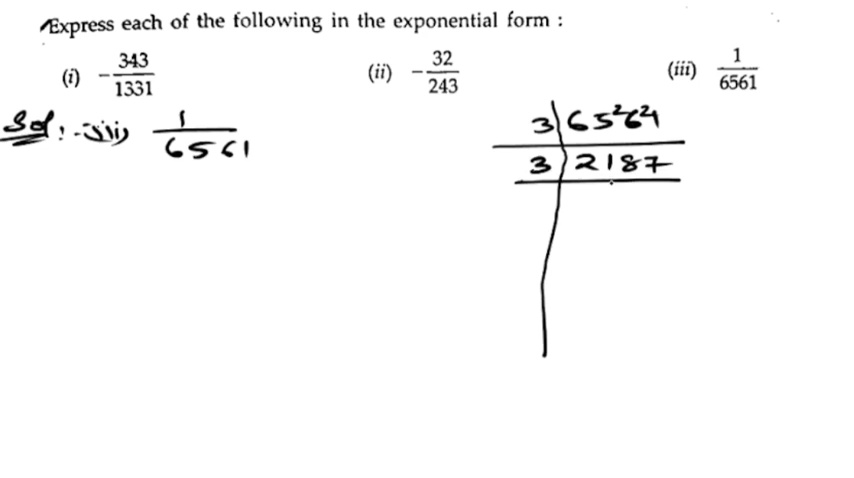 Express each of the following in the exponential form :
(i) -343/1331 (ii) -32/243 (iii) 1/6561
Sol: - 1/6561
3 | 65²6²1
3 | 2187